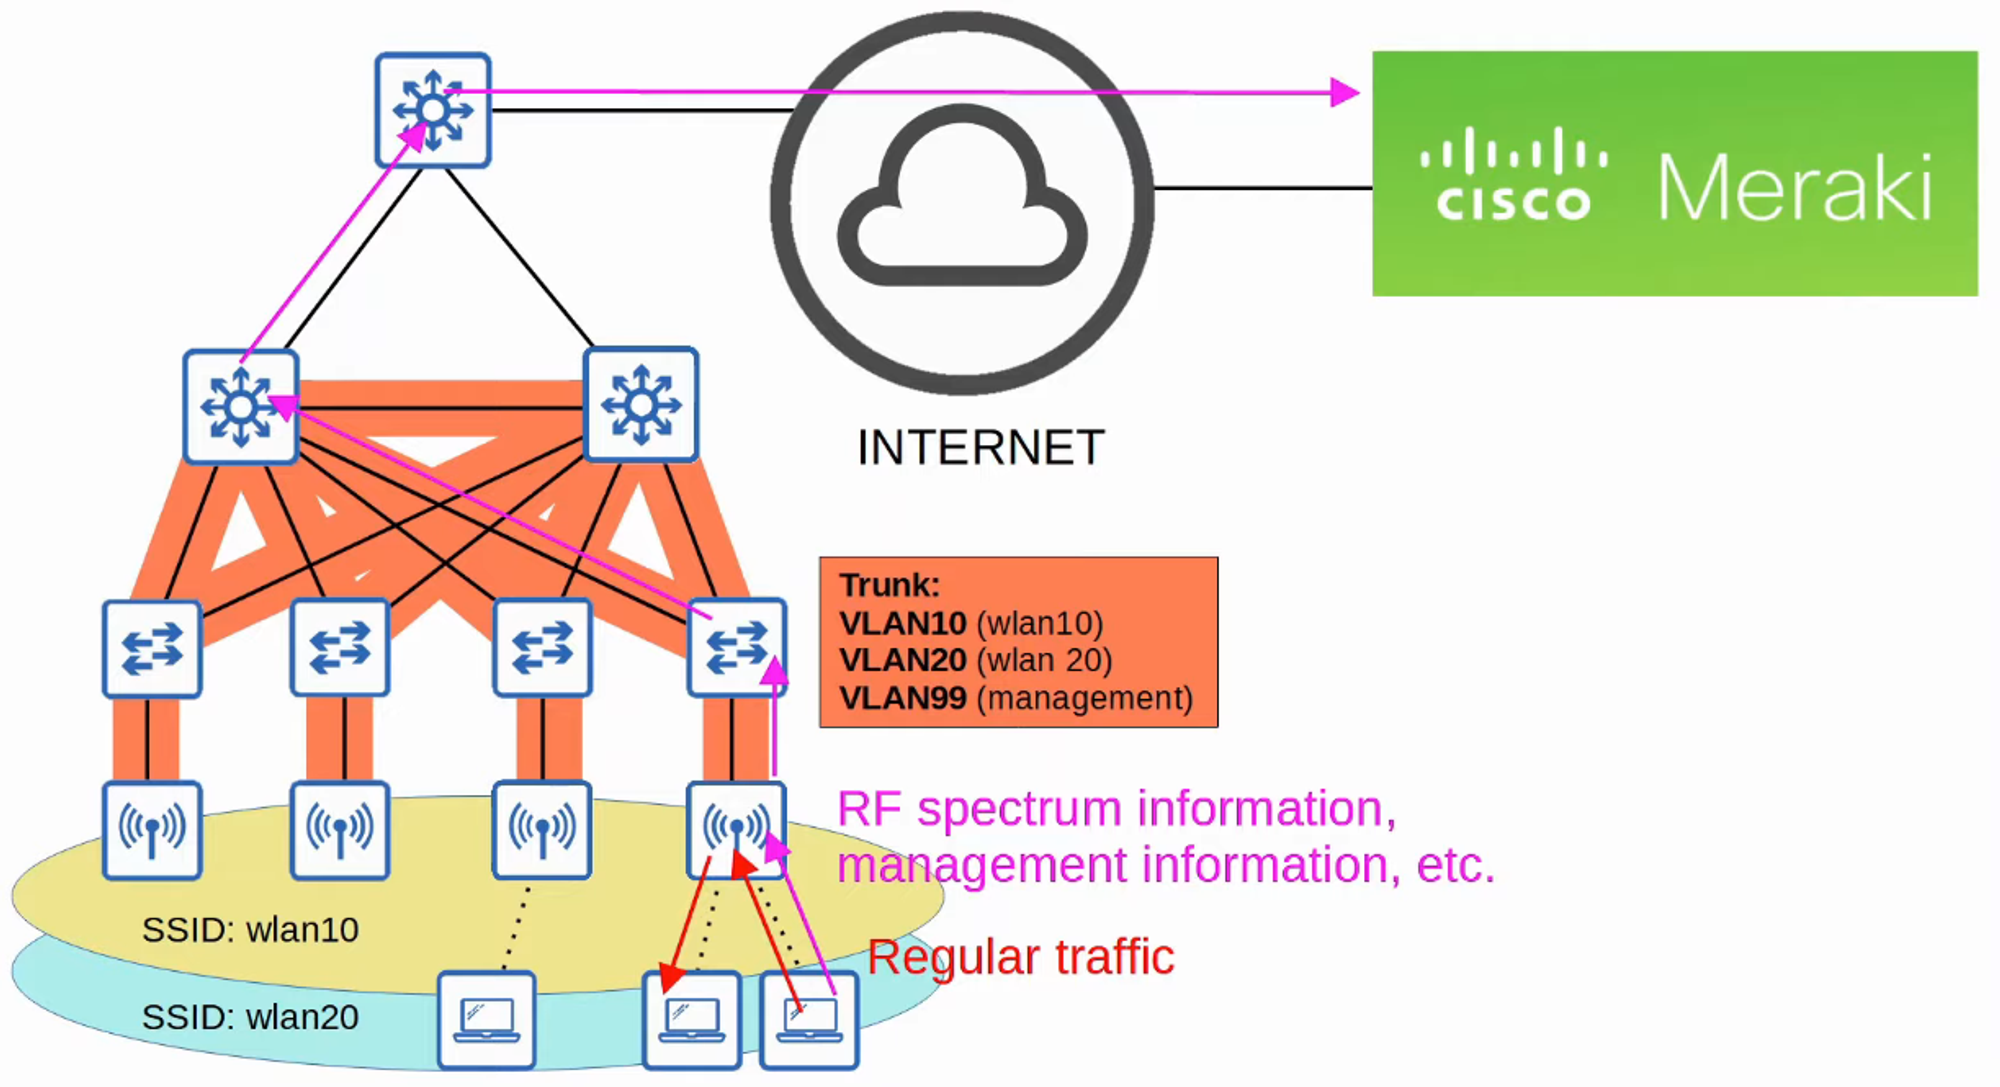 CISCO Meraki
INTERNET
Trunk:
VLAN10 (wlan10)
VLAN20 (wlan 20)
VLAN99 (management)
RF spectrum information,
management information, etc.
SSID: wlan10
Regular traffic
SSID: wlan20